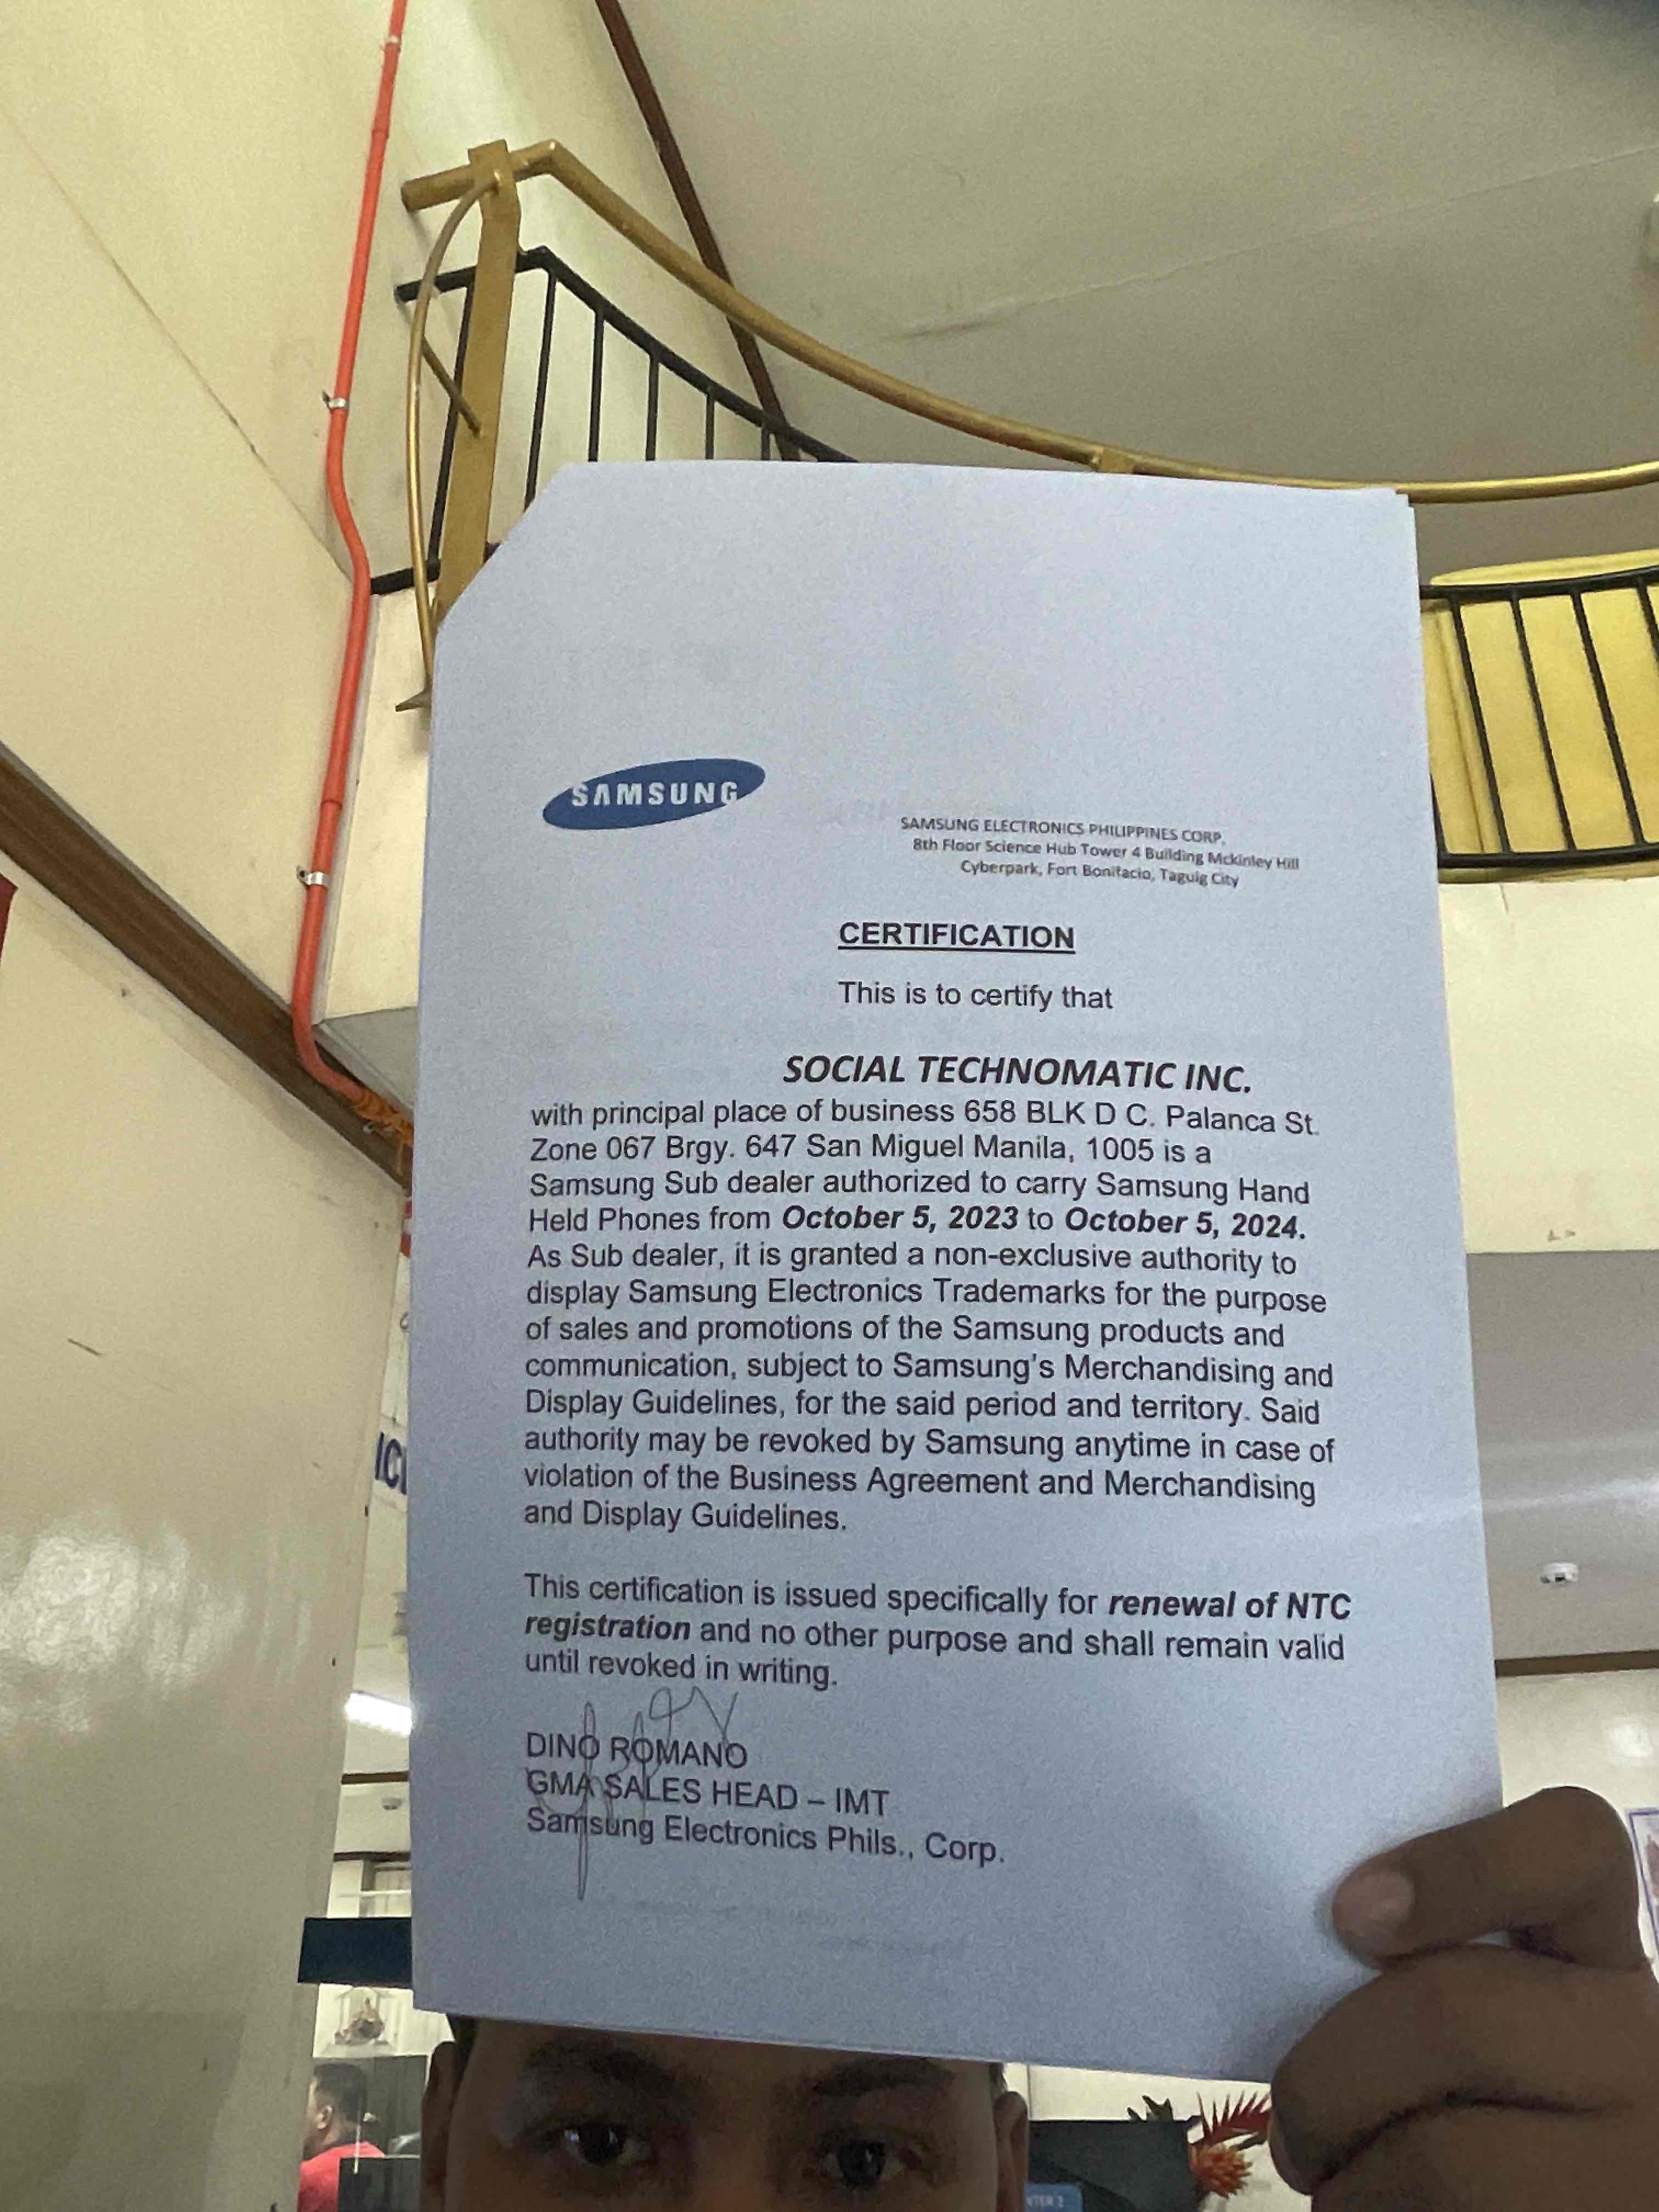 SAMSUNG
SAMSUNG ELECTRONICS PHILIPPINES CORP.
8th Floor Science Hub Tower 4 Building Mckinley Hill
Cyberpark, Fort Bonifacio, Taguig City
CERTIFICATION
This is to certify that
SOCIAL TECHNOMATIC INC.
with principal place of business 658 BLK D C. Palanca St.
Zone 067 Brgy. 647 San Miguel Manila, 1005 is a
Samsung Sub dealer authorized to carry Samsung Hand
Held Phones from October 5, 2023 to October 5, 2024.
As Sub dealer, it is granted a non-exclusive authority to
display Samsung Electronics Trademarks for the purpose
of sales and promotions of the Samsung products and
communication, subject to Samsung's Merchandising and
Display Guidelines, for the said period and territory. Said
authority may be revoked by Samsung anytime in case of
violation of the Business Agreement and Merchandising
and Display Guidelines.
This certification is issued specifically for renewal of NTC
registration and no other purpose and shall remain valid
until revoked in writing.
DINO ROMANO
GMA SALES HEAD – IMT
Samsung Electronics Phils., Corp.